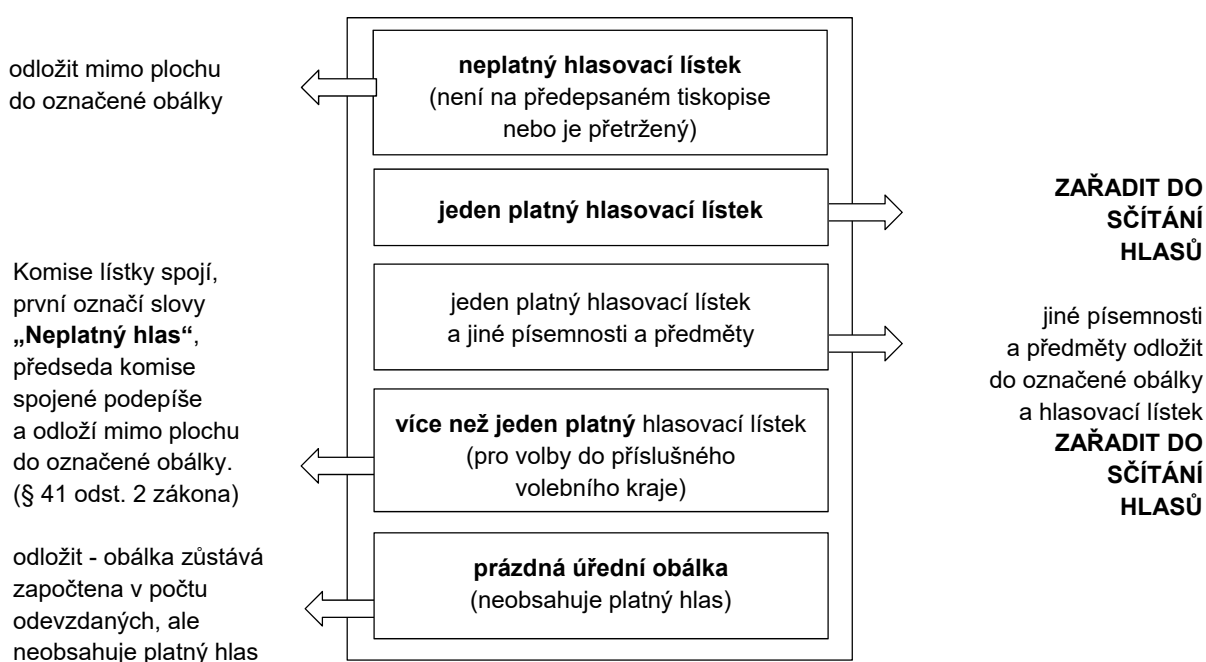 odložit mimo plochu
do označené obálky
neplatný hlasovací lístek
(není na předepsaném tiskopise
nebo je přetržený)
jeden platný hlasovací lístek
ZAŘADIT DO
SČÍTÁNÍ
HLASŮ
jeden platný hlasovací lístek
a jiné písemnosti a předměty
jiné písemnosti
a předměty odložit
do označené obálky
a hlasovací lístek
ZAŘADIT DO
SČÍTÁNÍ
HLASŮ
Komise lístky spojí,
první označí slovy
„Neplatný hlas“,
předseda komise
spojené podepíše
a odloží mimo plochu
do označené obálky.
(§ 41 odst. 2 zákona)
více než jeden platný hlasovací lístek
(pro volby do příslušného
volebního kraje)
odložit - obálka zůstává
započtena v počtu
odevzdaných, ale
neobsahuje platný hlas
prázdná úřední obálka
(neobsahuje platný hlas)